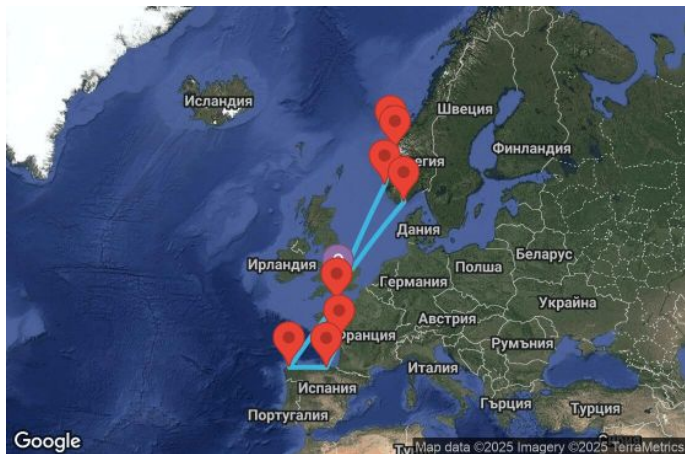 Исландия
Швеция
Финландия
егия
Дания
Ирландия
Беларус
Полша
Германия
Украйна
Австрия
Франция
Румъния
Италия
Испания
Гърция
Турция
Португалия
Google
Map data ©2025 Imagery ©2025 TerraMetrics